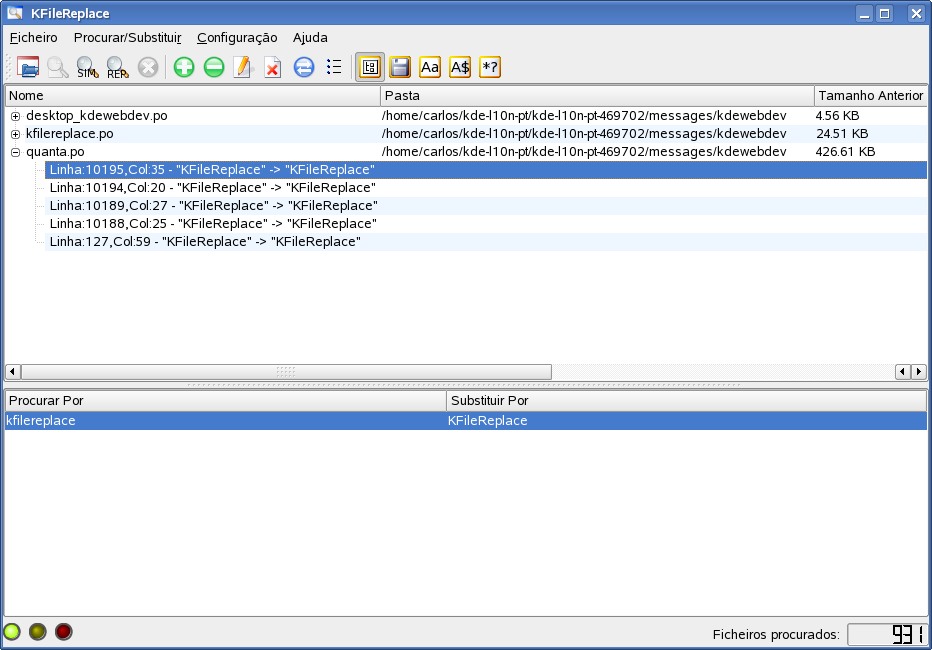 KFileReplace
Ficheiro Procurar/Substituir Configuração Ajuda
SIM REP Aa A$ *?
Nome Pasta Tamanho Anterior
desktop_kdewebdev.po /home/carlos/kde-l10n-pt/kde-l10n-pt-469702/messages/kdewebdev 4.56 KB
kfilereplace.po /home/carlos/kde-l10n-pt/kde-l10n-pt-469702/messages/kdewebdev 24.51 KB
quanta.po /home/carlos/kde-l10n-pt/kde-l10n-pt-469702/messages/kdewebdev 426.61 KB
Linha:10195,Col:35 - "KFileReplace" -> "KFileReplace"
Linha:10194,Col:20 - "KFileReplace" -> "KFileReplace"
Linha:10189,Col:27 - "KFileReplace" -> "KFileReplace"
Linha:10188,Col:25 - "KFileReplace" -> "KFileReplace"
Linha:127,Col:59 - "KFileReplace" -> "KFileReplace"
Procurar Por Substituir Por
kfilereplace KFileReplace
Ficheiros procurados: 931